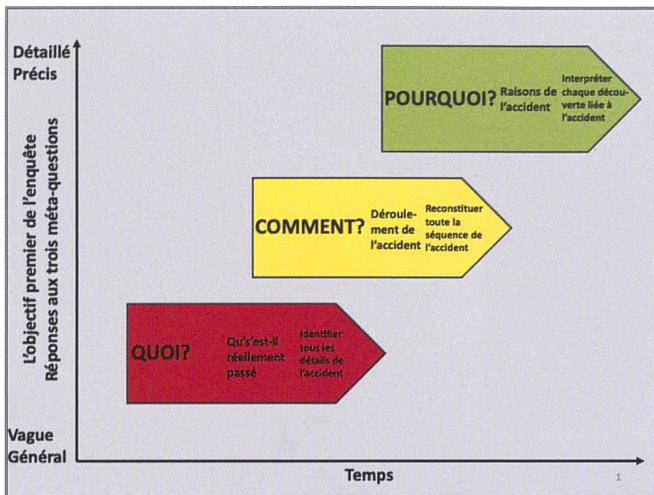 Détaillé
Précis
L'objectif premier de l'enquête
Réponses aux trois méta-questions
POURQUOI?
Raisons de
l'accident
Interpréter
chaque décou-
verte liée à
l'accident
COMMENT?
Déroule-
ment de
l'accident
Reconstituer
toute la
séquence de
l'accident
QUOI?
Qu's'est-il
réellement
passé
Identifier
tous les
détails de
l'accident
Vague
Général
Temps
1